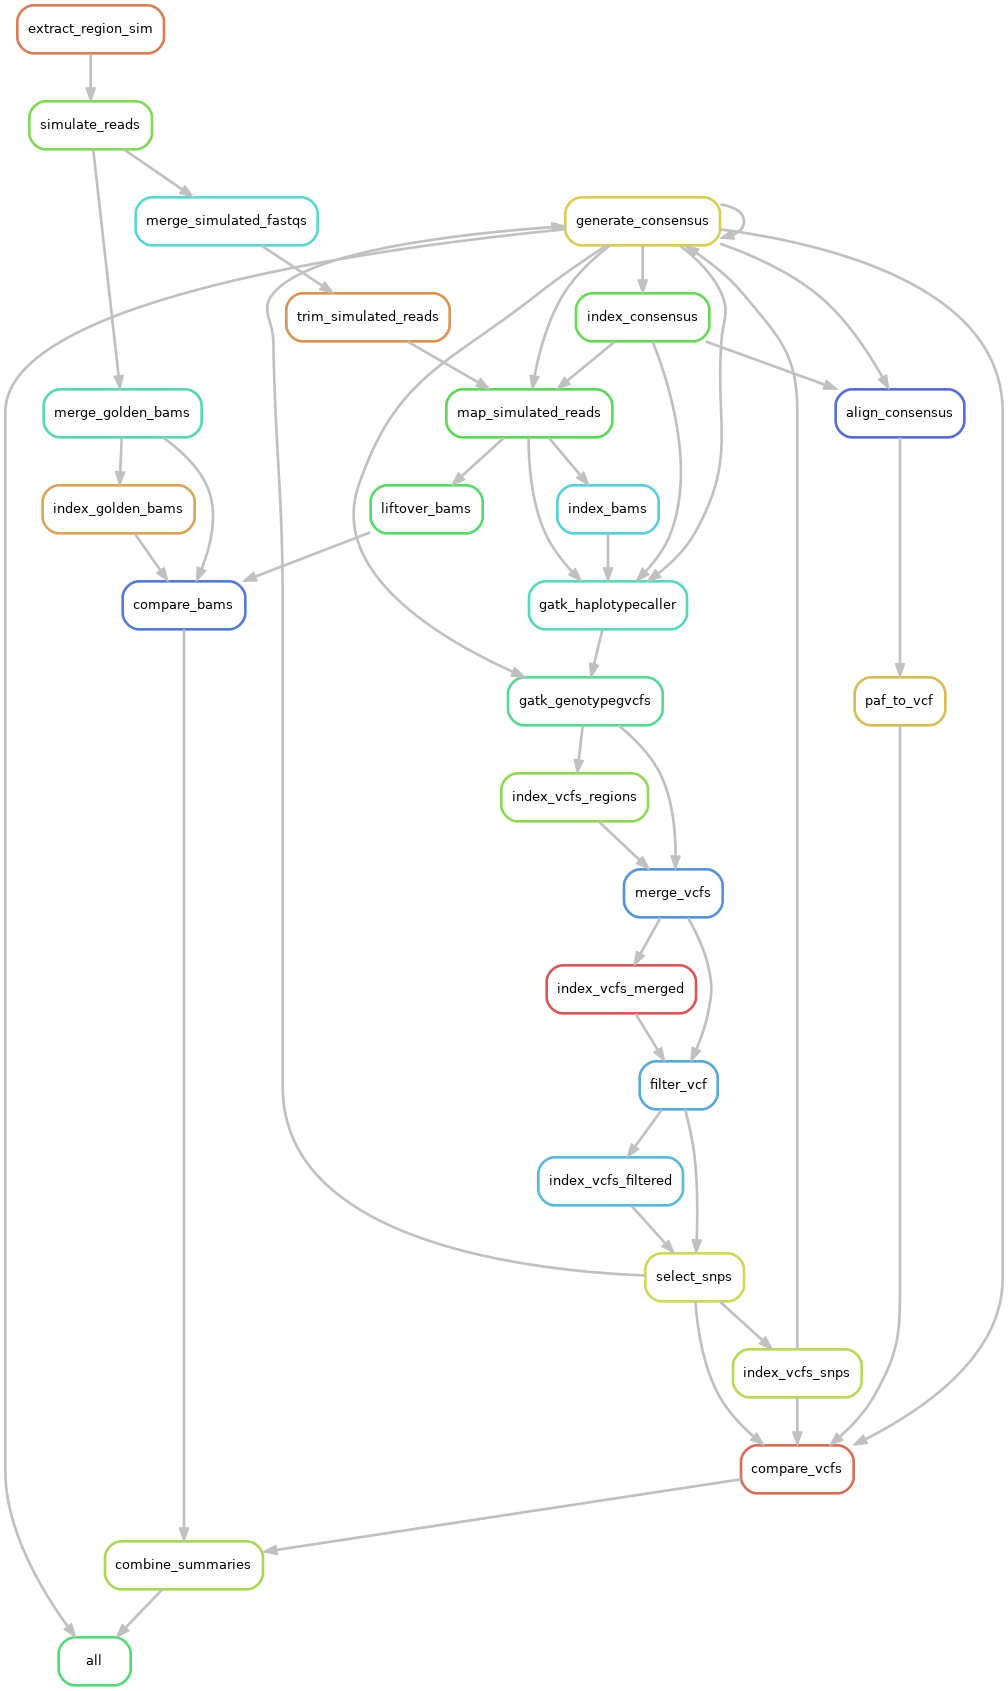 extract_region_sim
simulate_reads
merge_simulated_fastqs
generate_consensus
trim_simulated_reads
index_consensus
merge_golden_bams
map_simulated_reads
align_consensus
index_golden_bams
liftover_bams
index_bams
compare_bams
gatk_haplotypecaller
gatk_genotypegvcfs
paf_to_vcf
index_vcfs_regions
merge_vcfs
index_vcfs_merged
filter_vcf
index_vcfs_filtered
select_snps
index_vcfs_snps
compare_vcfs
combine_summaries
all